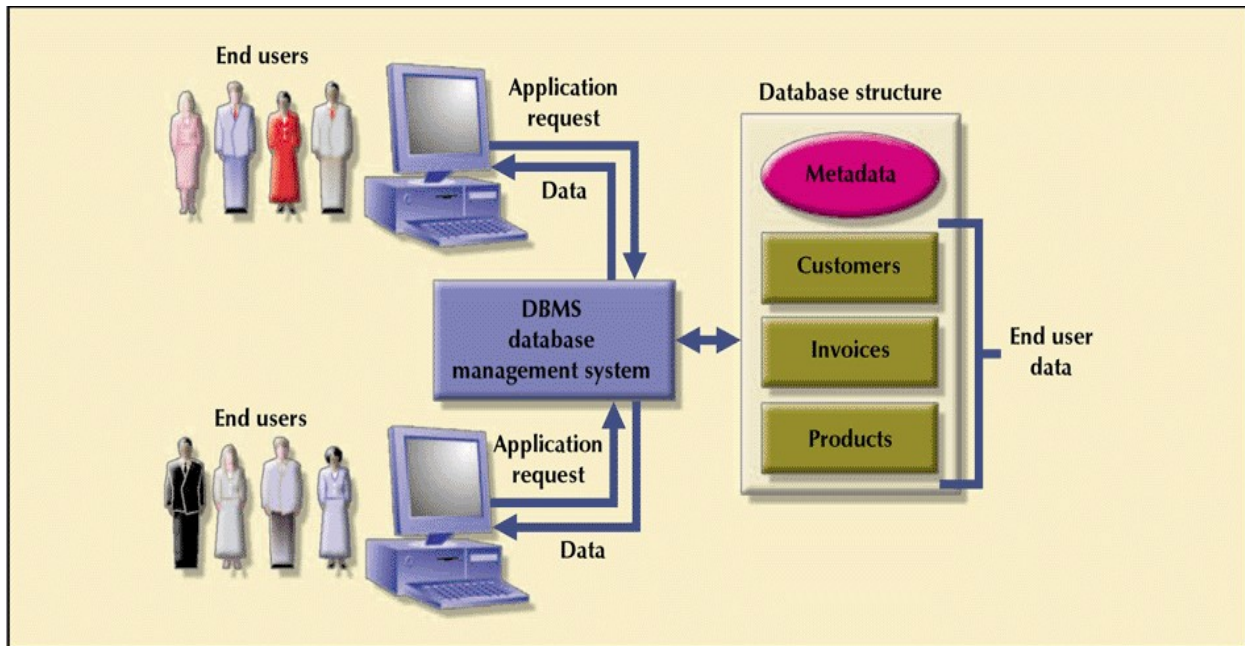 End users
Application
request
Data
Database structure
Metadata
Customers
Invoices
Products
End user
data
DBMS
database
management system
End users
Application
request
Data